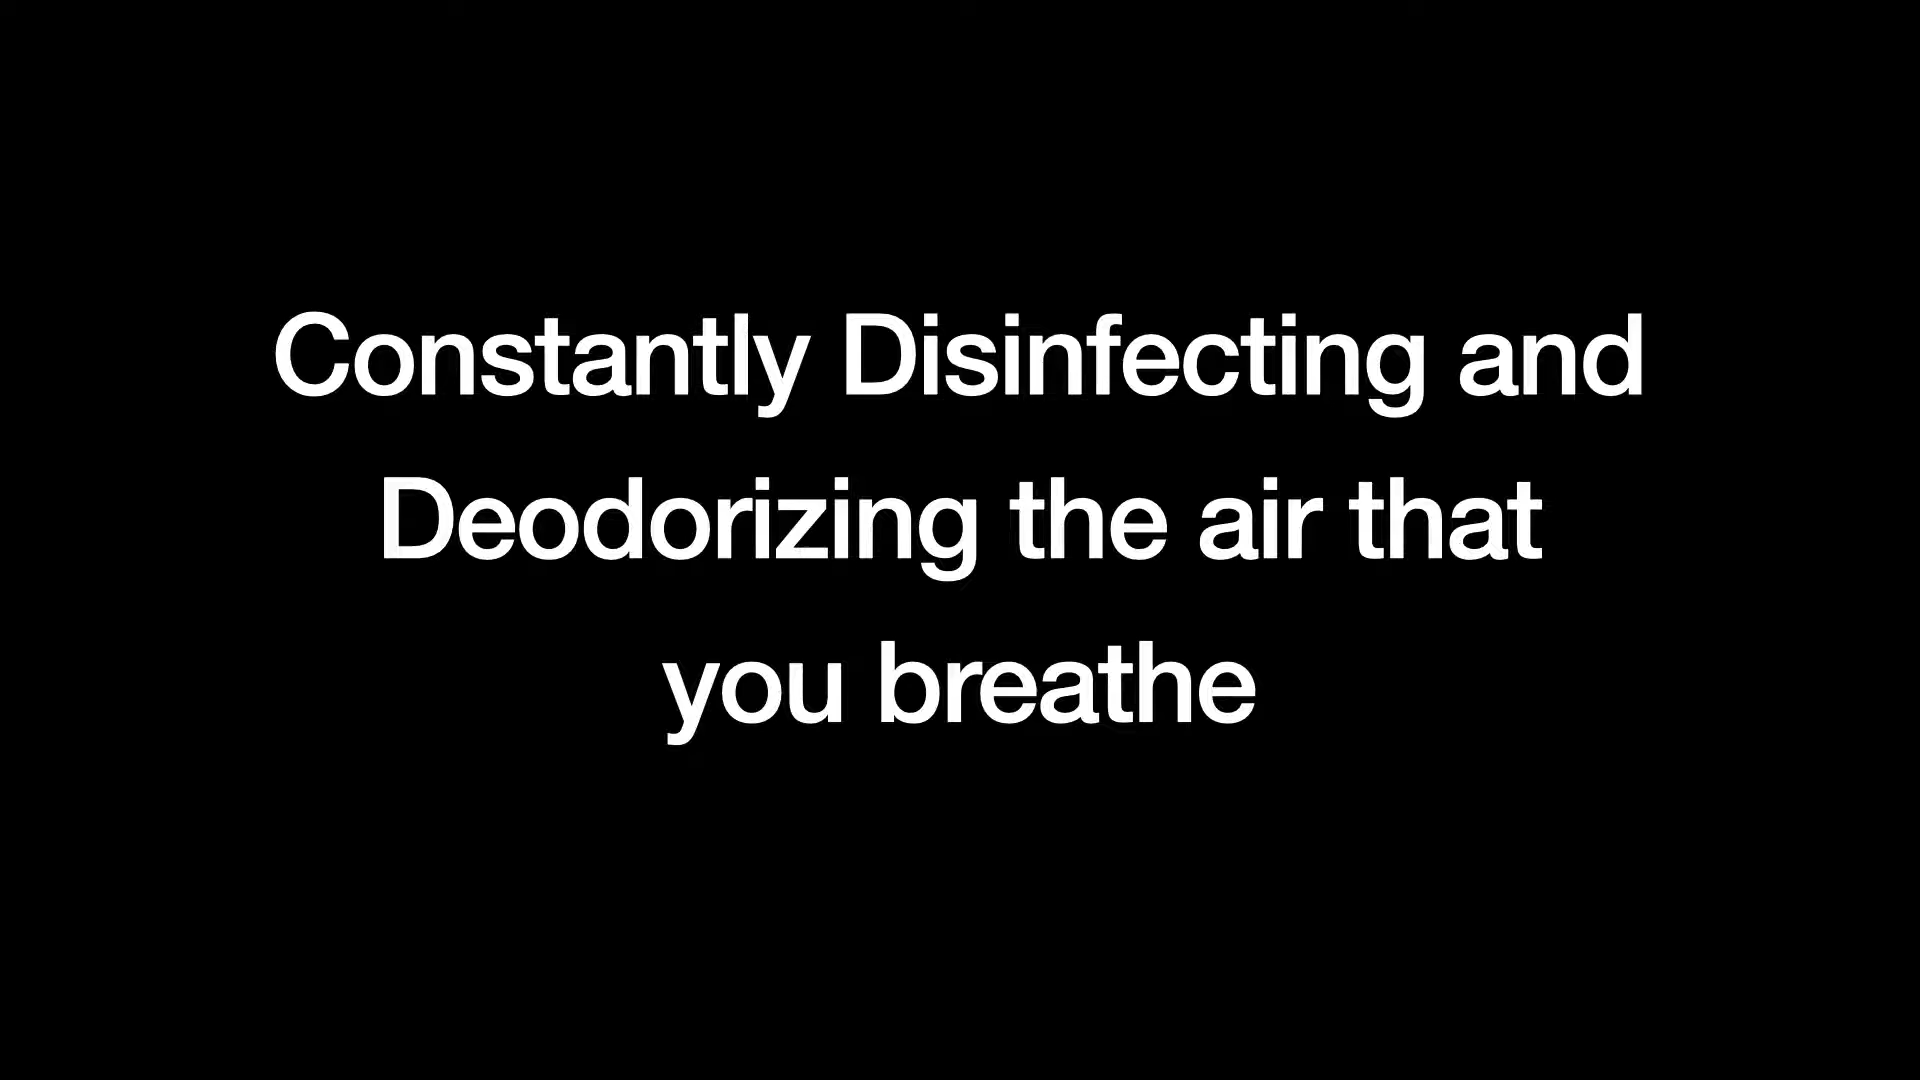 Constantly Disinfecting and
Deodorizing the air that
you breathe